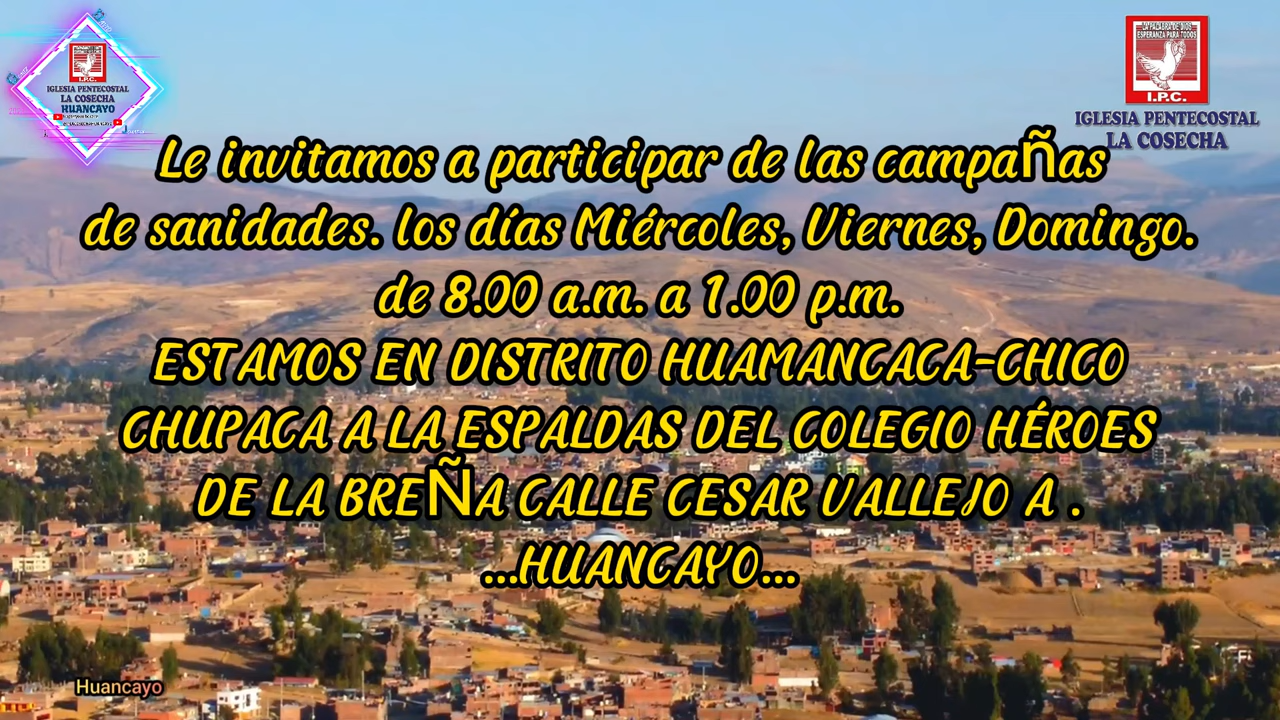 IGLESIA PENTECOSTAL
LA COSECHA
HUANCAYO
I.P.C.
ESPERANZA PARA TODOS
I.P.C.
IGLESIA PENTECOSTAL
LA COSECHA
Le invitamos a participar de las campañas
de sanidades. los días Miércoles, Viernes, Domingo.
de 8.00 a.m. a 1.00 p.m.
ESTAMOS EN DISTRITO HUAMANCACA-CHICO
CHUPACA A LA ESPALDAS DEL COLEGIO HÉROES
DE LA BREÑA CALLE CESAR VALLEJO A .
...HUANCAYO...
Huancayo